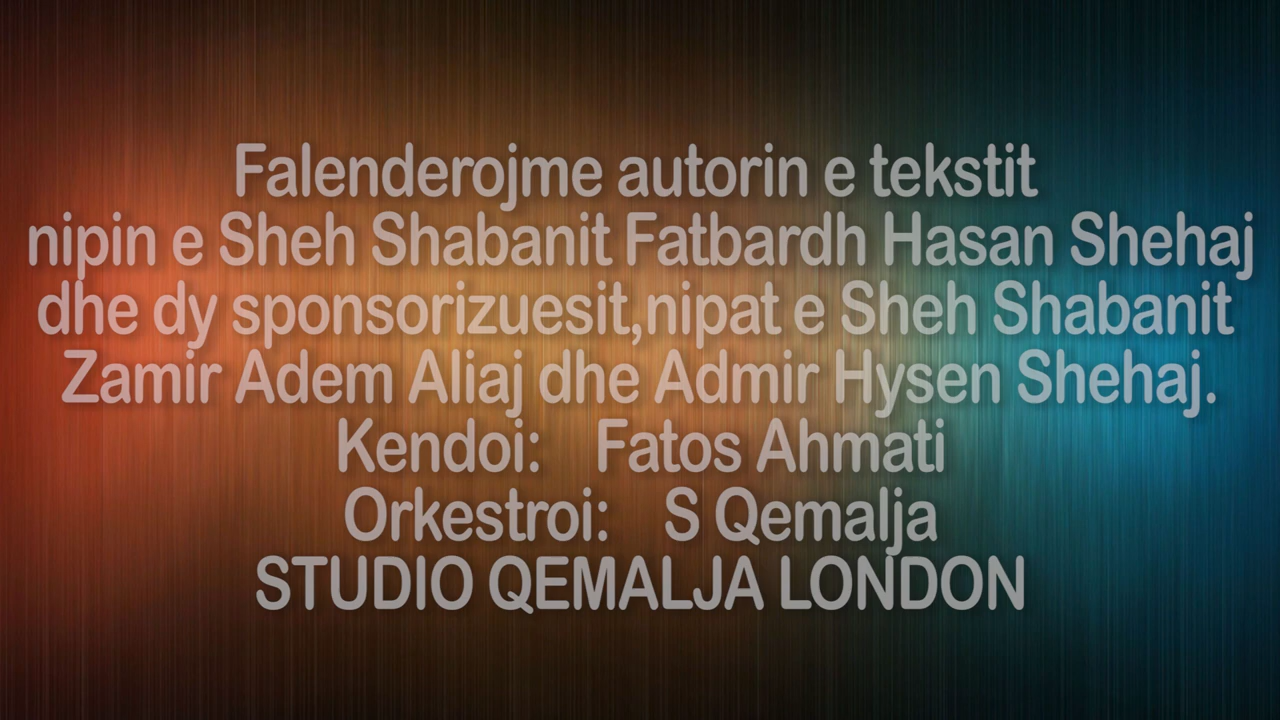 Falenderojme autorin e tekstit
nipin e Sheh Shabanit Fatbardh Hasan Shehaj
dhe dy sponsorizuesit,nipat e Sheh Shabanit
Zamir Adem Aliaj dhe Admir Hysen Shehaj.
Kendoi: Fatos Ahmati
Orkestroi: S Qemalja
STUDIO QEMALJA LONDON